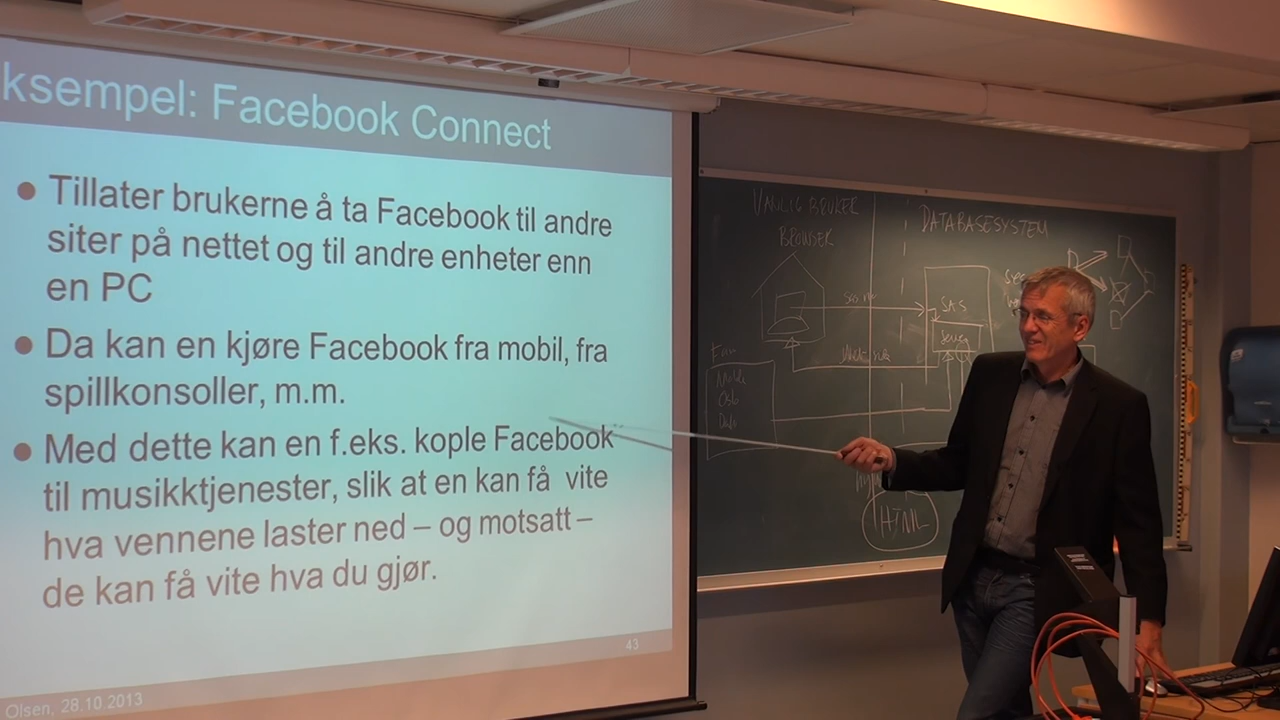 ksempel: Facebook Connect
● Tillater brukerne å ta Facebook til andre
siter på nettet og til andre enheter enn
en PC
● Da kan en kjøre Facebook fra mobil, fra
spillkonsoller, m.m.
● Med dette kan en f.eks. kople Facebook
til musikktjenester, slik at en kan få vite
hva vennene laster ned – og motsatt –
de kan få vite hva du gjør.
43
Olsen, 28.10.2013
VANLIG BRUKER
BROWSER
DATABASESYSTEM
SAS
Molde
Oslo
Dato
HTML